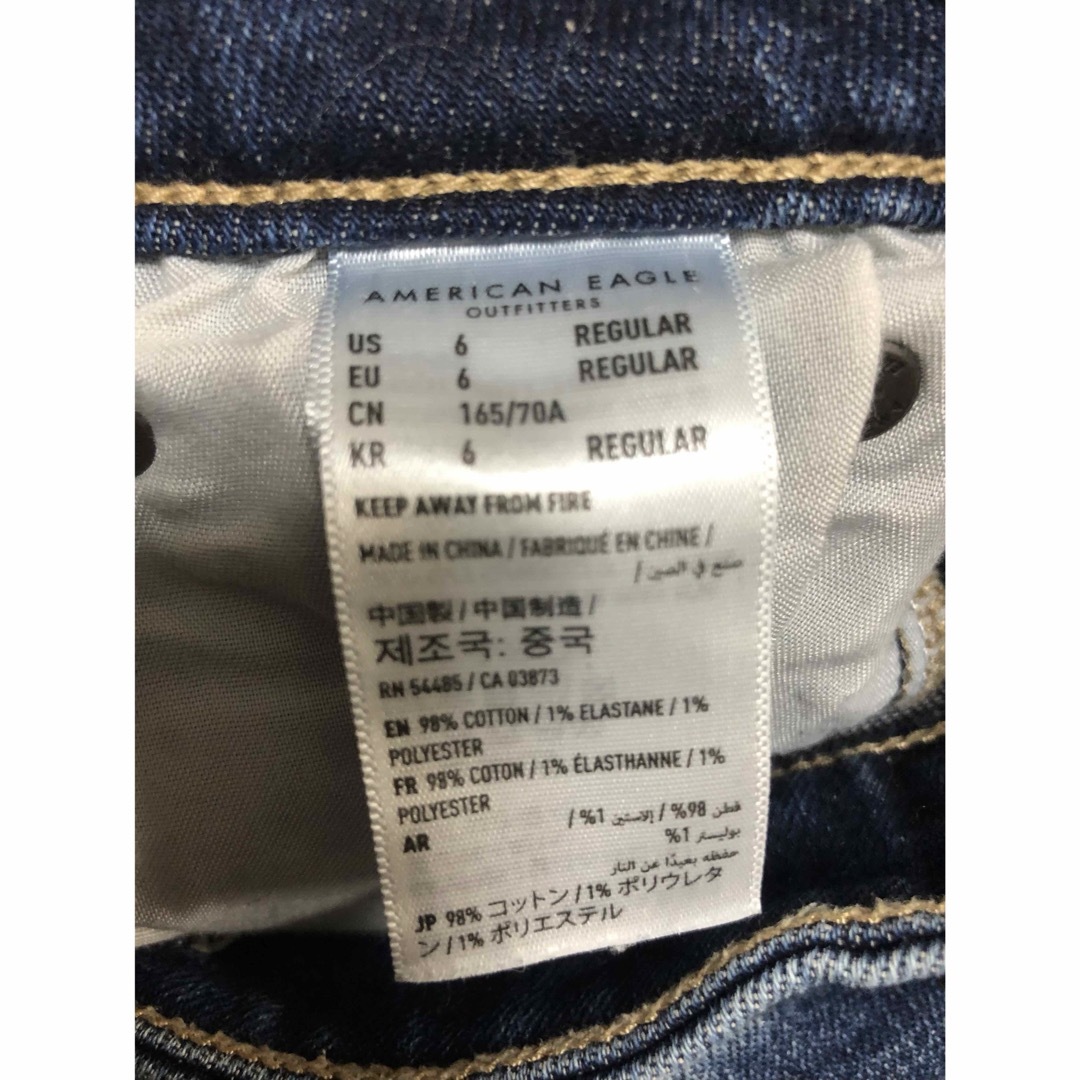 AMERICAN EAGLE
OUTFITTERS
US 6 REGULAR
EU 6 REGULAR
CN 165/70A
KR 6 REGULAR
KEEP AWAY FROM FIRE
MADE IN CHINA / FABRIQUÉ EN CHINE /
صنع في الصين /
中国製 / 中国制造 /
제조국: 중국
RN 54485 / CA 03873
EN 98% COTTON / 1% ELASTANE / 1%
POLYESTER
FR 98% COTON / 1% ÉLASTHANNE / 1%
POLYESTER
AR قطن 98% / إلاستين 1% /
بوليستر 1%
حفظه بعيدًا عن النار
JP 98% コットン / 1% ポリウレタ
ン / 1% ポリエステル